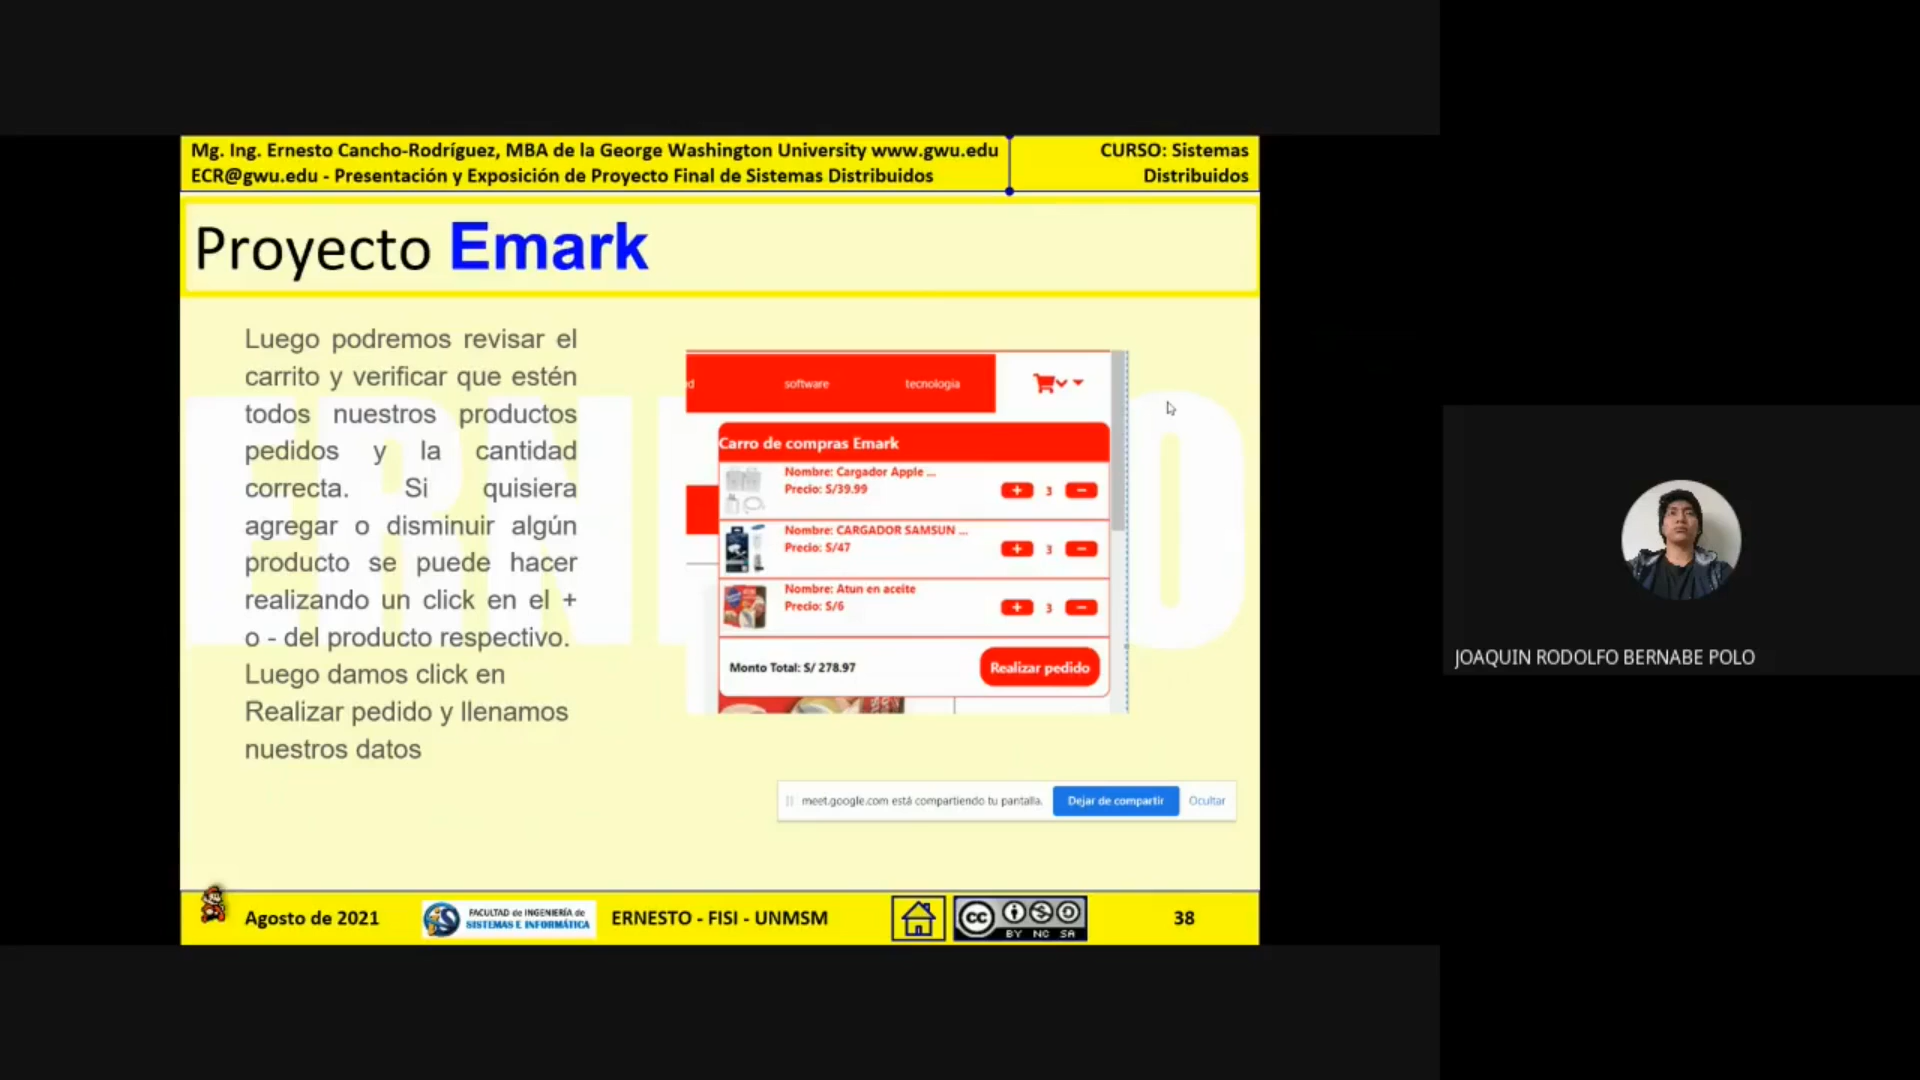 Mg. Ing. Ernesto Cancho-Rodríguez, MBA de la George Washington University www.gwu.edu
ECR@gwu.edu - Presentación y Exposición de Proyecto Final de Sistemas Distribuidos
CURSO: Sistemas
Distribuidos
Proyecto Emark
Luego podremos revisar el
carrito y verificar que estén
todos nuestros productos
pedidos y la cantidad
correcta. Si quisiera
agregar o disminuir algún
producto se puede hacer
realizando un click en el +
o - del producto respectivo.
Luego damos click en
Realizar pedido y llenamos
nuestros datos
d software tecnologia
Carro de compras Emark
Nombre: Cargador Apple ...
Precio: S/39.99
+ 3 -
Nombre: CARGADOR SAMSUN ...
Precio: S/47
+ 3 -
Nombre: Atun en aceite
Precio: S/6
+ 3 -
Monto Total: S/ 278.97
Realizar pedido
meet.google.com está compartiendo tu pantalla.
Dejar de compartir
Ocultar
JOAQUIN RODOLFO BERNABE POLO
Agosto de 2021
FACULTAD de INGENIERÍA de
SISTEMAS E INFORMÁTICA
ERNESTO - FISI - UNMSM
cc
BY NC SA
38
ERNESTO